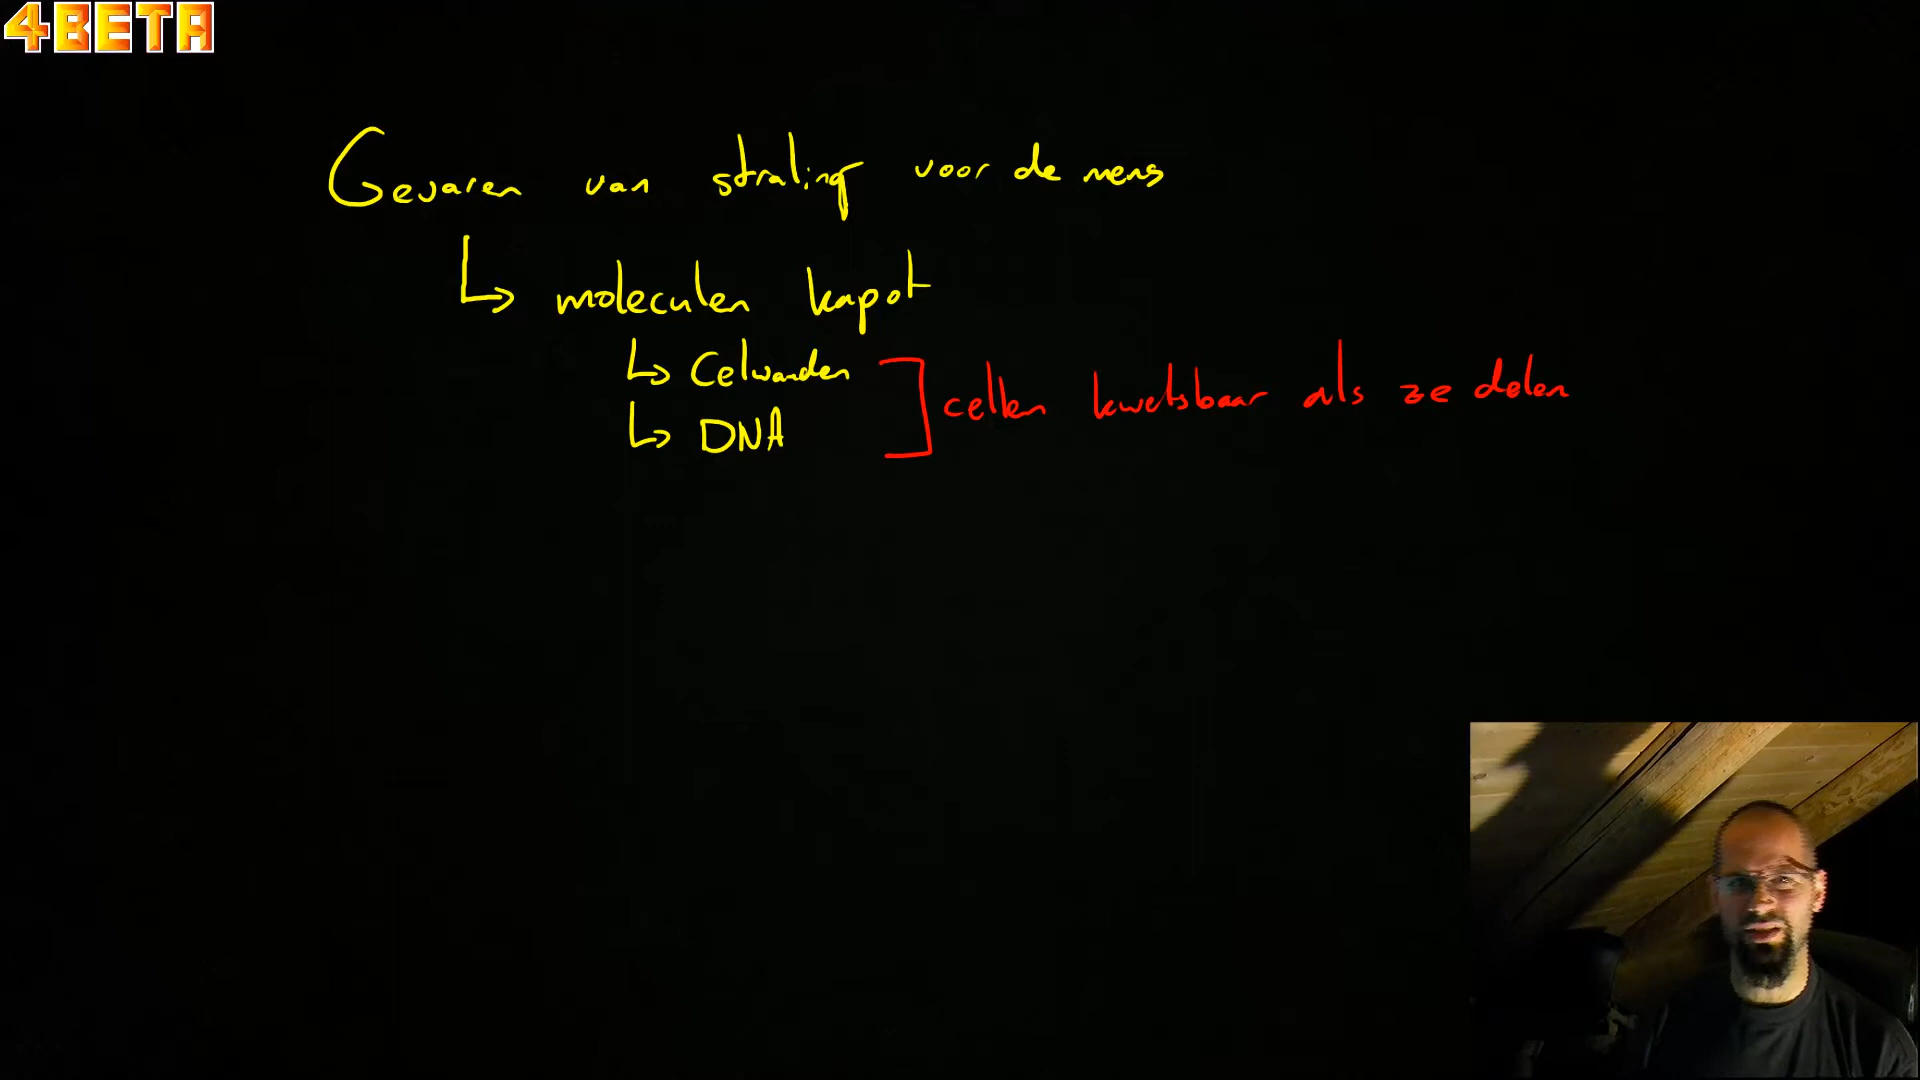 4BETA
Gevaren van straling voor de mens
↳ moleculen kapot
↳ Celwanden
↳ DNA
cellen kwetsbaar als ze delen